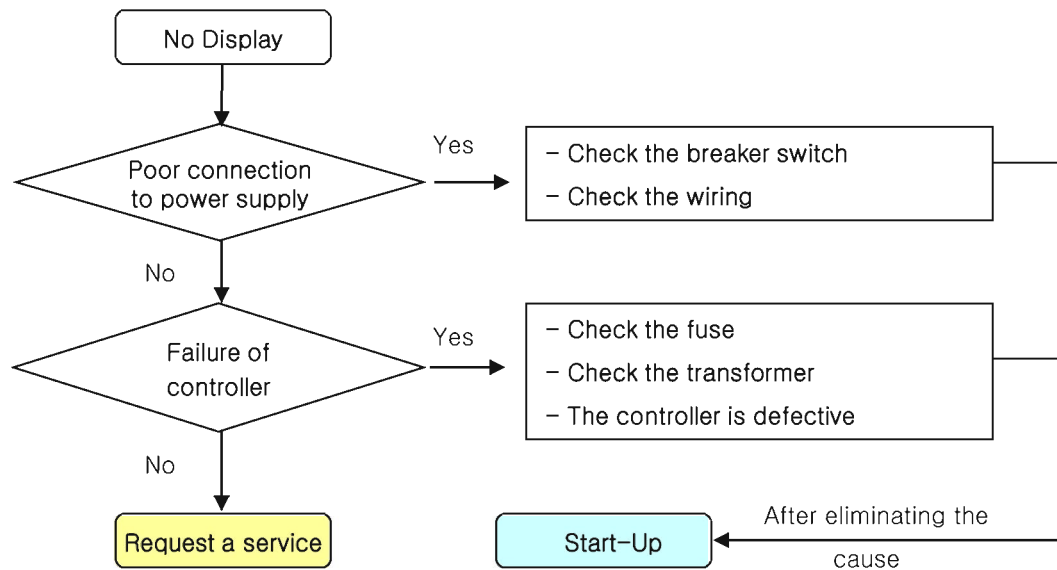 No Display
Poor connection
to power supply
Yes
– Check the breaker switch
– Check the wiring
No
Failure of
controller
Yes
– Check the fuse
– Check the transformer
– The controller is defective
No
Request a service
Start–Up
After eliminating the
cause